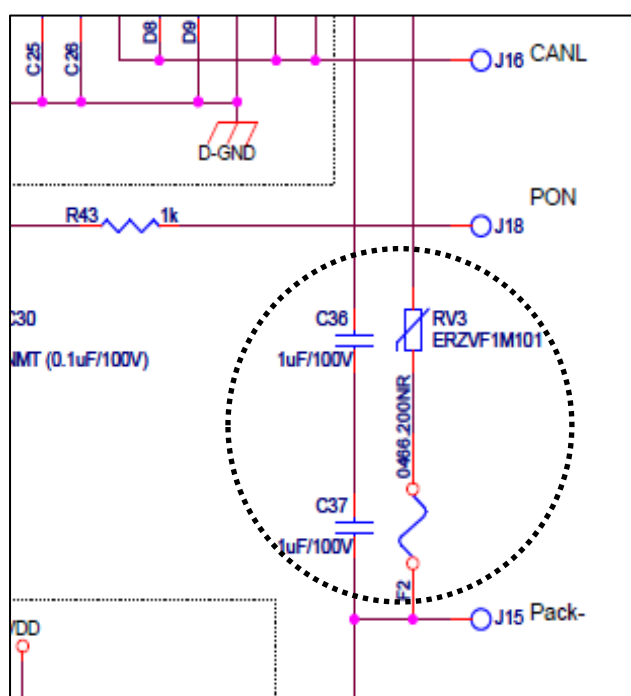 C25
C26
D8
D9
J16 CANL
D-GND
PON
R43 1k
J18
C30
NMT (0.1uF/100V)
C36
1uF/100V
RV3
ERZVF1M101
0466.200NR
C37
1uF/100V
F2
J15 Pack-
VDD